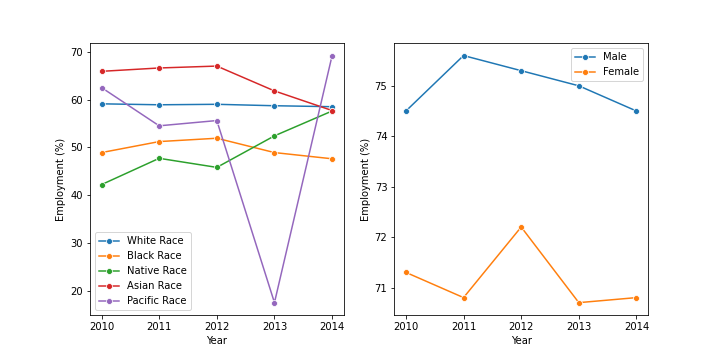 70
60
50
40
30
20
Employment (%)
2010 2011 2012 2013 2014
Year
White Race
Black Race
Native Race
Asian Race
Pacific Race
75
74
73
72
71
Employment (%)
2010 2011 2012 2013 2014
Year
Male
Female